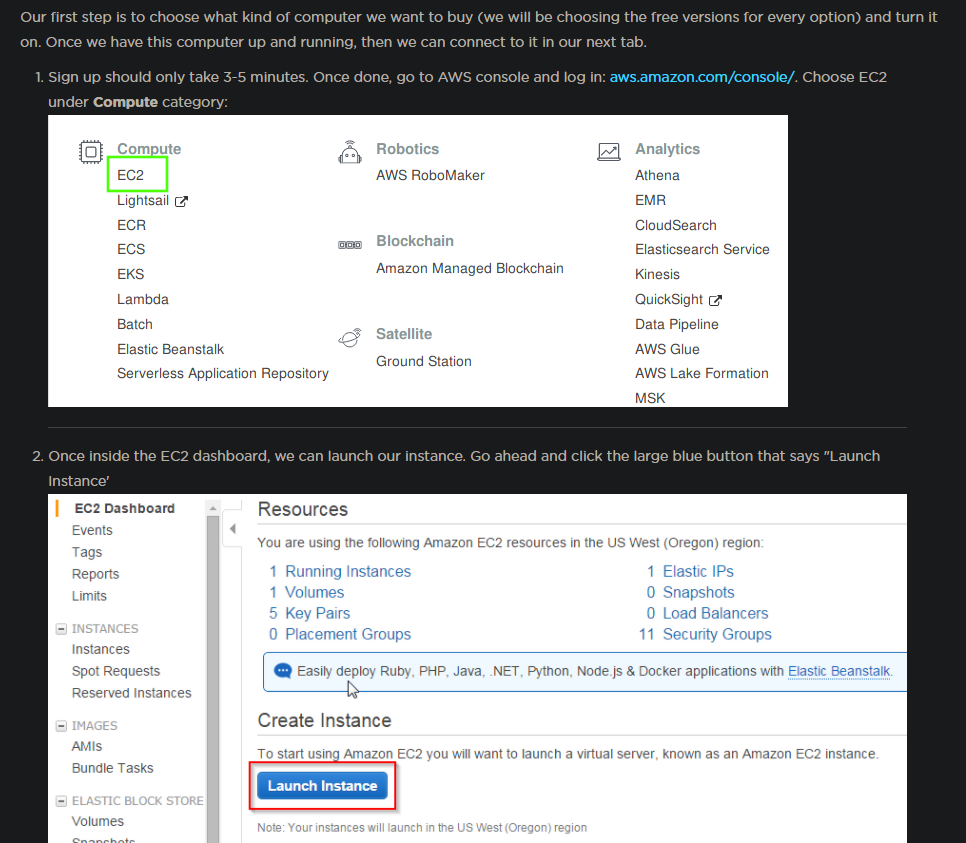 Our first step is to choose what kind of computer we want to buy (we will be choosing the free versions for every option) and turn it
on. Once we have this computer up and running, then we can connect to it in our next tab.
1. Sign up should only take 3-5 minutes. Once done, go to AWS console and log in: aws.amazon.com/console/. Choose EC2
under Compute category:
Compute
EC2
Lightsail
ECR
ECS
EKS
Lambda
Batch
Elastic Beanstalk
Serverless Application Repository
Robotics
AWS RoboMaker
Blockchain
Amazon Managed Blockchain
Satellite
Ground Station
Analytics
Athena
EMR
CloudSearch
Elasticsearch Service
Kinesis
QuickSight
Data Pipeline
AWS Glue
AWS Lake Formation
MSK
2. Once inside the EC2 dashboard, we can launch our instance. Go ahead and click the large blue button that says "Launch
Instance'
EC2 Dashboard
Events
Tags
Reports
Limits
INSTANCES
Instances
Spot Requests
Reserved Instances
IMAGES
AMIs
Bundle Tasks
ELASTIC BLOCK STORE
Volumes
Snapshots
Resources
You are using the following Amazon EC2 resources in the US West (Oregon) region:
1 Running Instances
1 Volumes
5 Key Pairs
0 Placement Groups
1 Elastic IPs
0 Snapshots
0 Load Balancers
11 Security Groups
Easily deploy Ruby, PHP, Java, .NET, Python, Node.js & Docker applications with Elastic Beanstalk.
Create Instance
To start using Amazon EC2 you will want to launch a virtual server, known as an Amazon EC2 instance.
Launch Instance
Note: Your instances will launch in the US West (Oregon) region